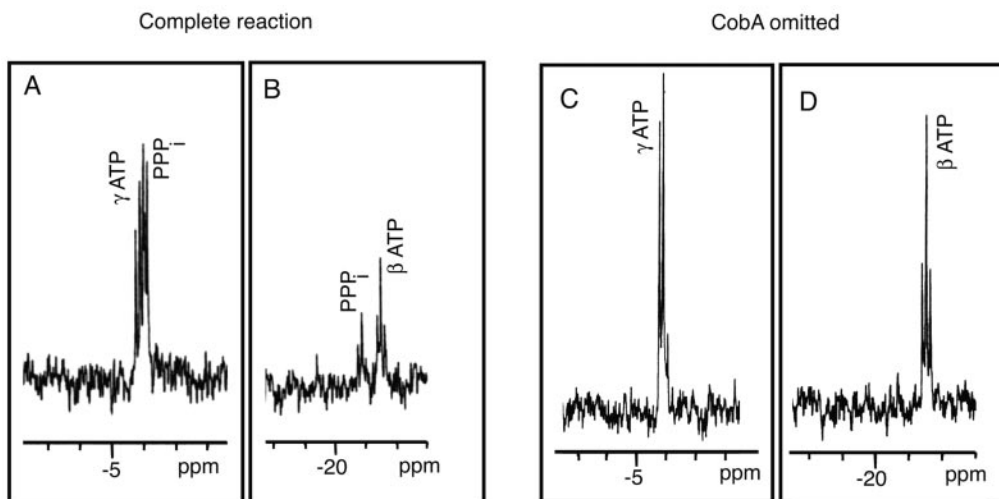 Complete reaction
CobA omitted
A
γ ATP
PPPi
-5
ppm
B
PPPi
β ATP
-20
ppm
C
γ ATP
-5
ppm
D
β ATP
-20
ppm